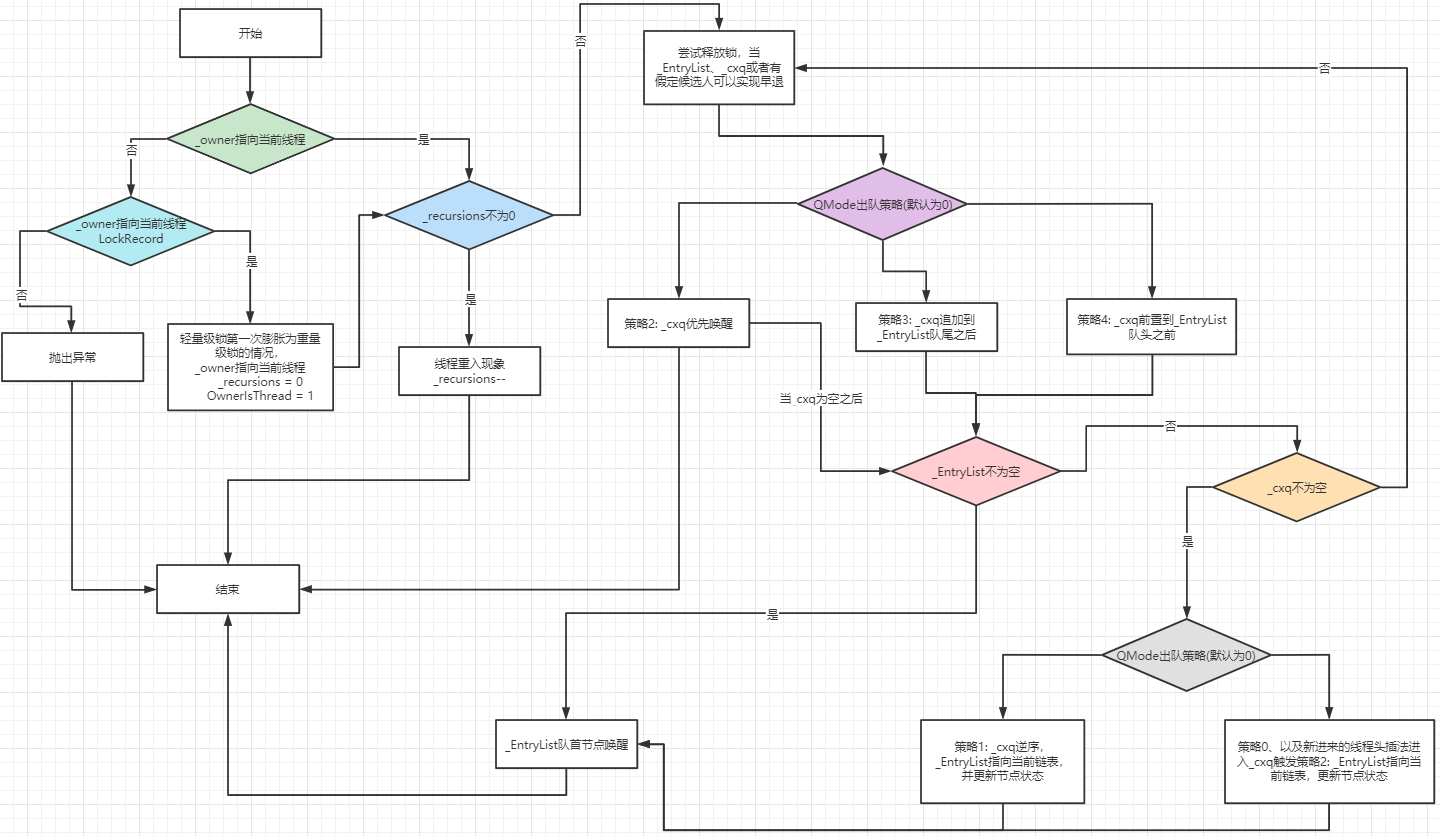 开始
_owner指向当前线程
否
是
_owner指向当前线程
LockRecord
否
是
抛出异常
轻量级锁第一次膨胀为重量
级锁的情况，
_owner指向当前线程
_recursions = 0
OwnerIsThread = 1
_recursions不为0
否
是
线程重入现象
_recursions--
结束
尝试释放锁，当
_EntryList、_cxq或者有
假定候选人可以实现早退
否
QMode出队策略(默认为0)
策略2: _cxq优先唤醒
策略3: _cxq追加到
_EntryList队尾之后
策略4: _cxq前置到_EntryList
队头之前
当_cxq为空之后
_EntryList不为空
否
是
_cxq不为空
是
QMode出队策略(默认为0)
_EntryList队首节点唤醒
策略1: _cxq逆序，
_EntryList指向当前链表，
并更新节点状态
策略0、以及新进来的线程头插法进
入_cxq触发策略2: _EntryList指向当
前链表，更新节点状态